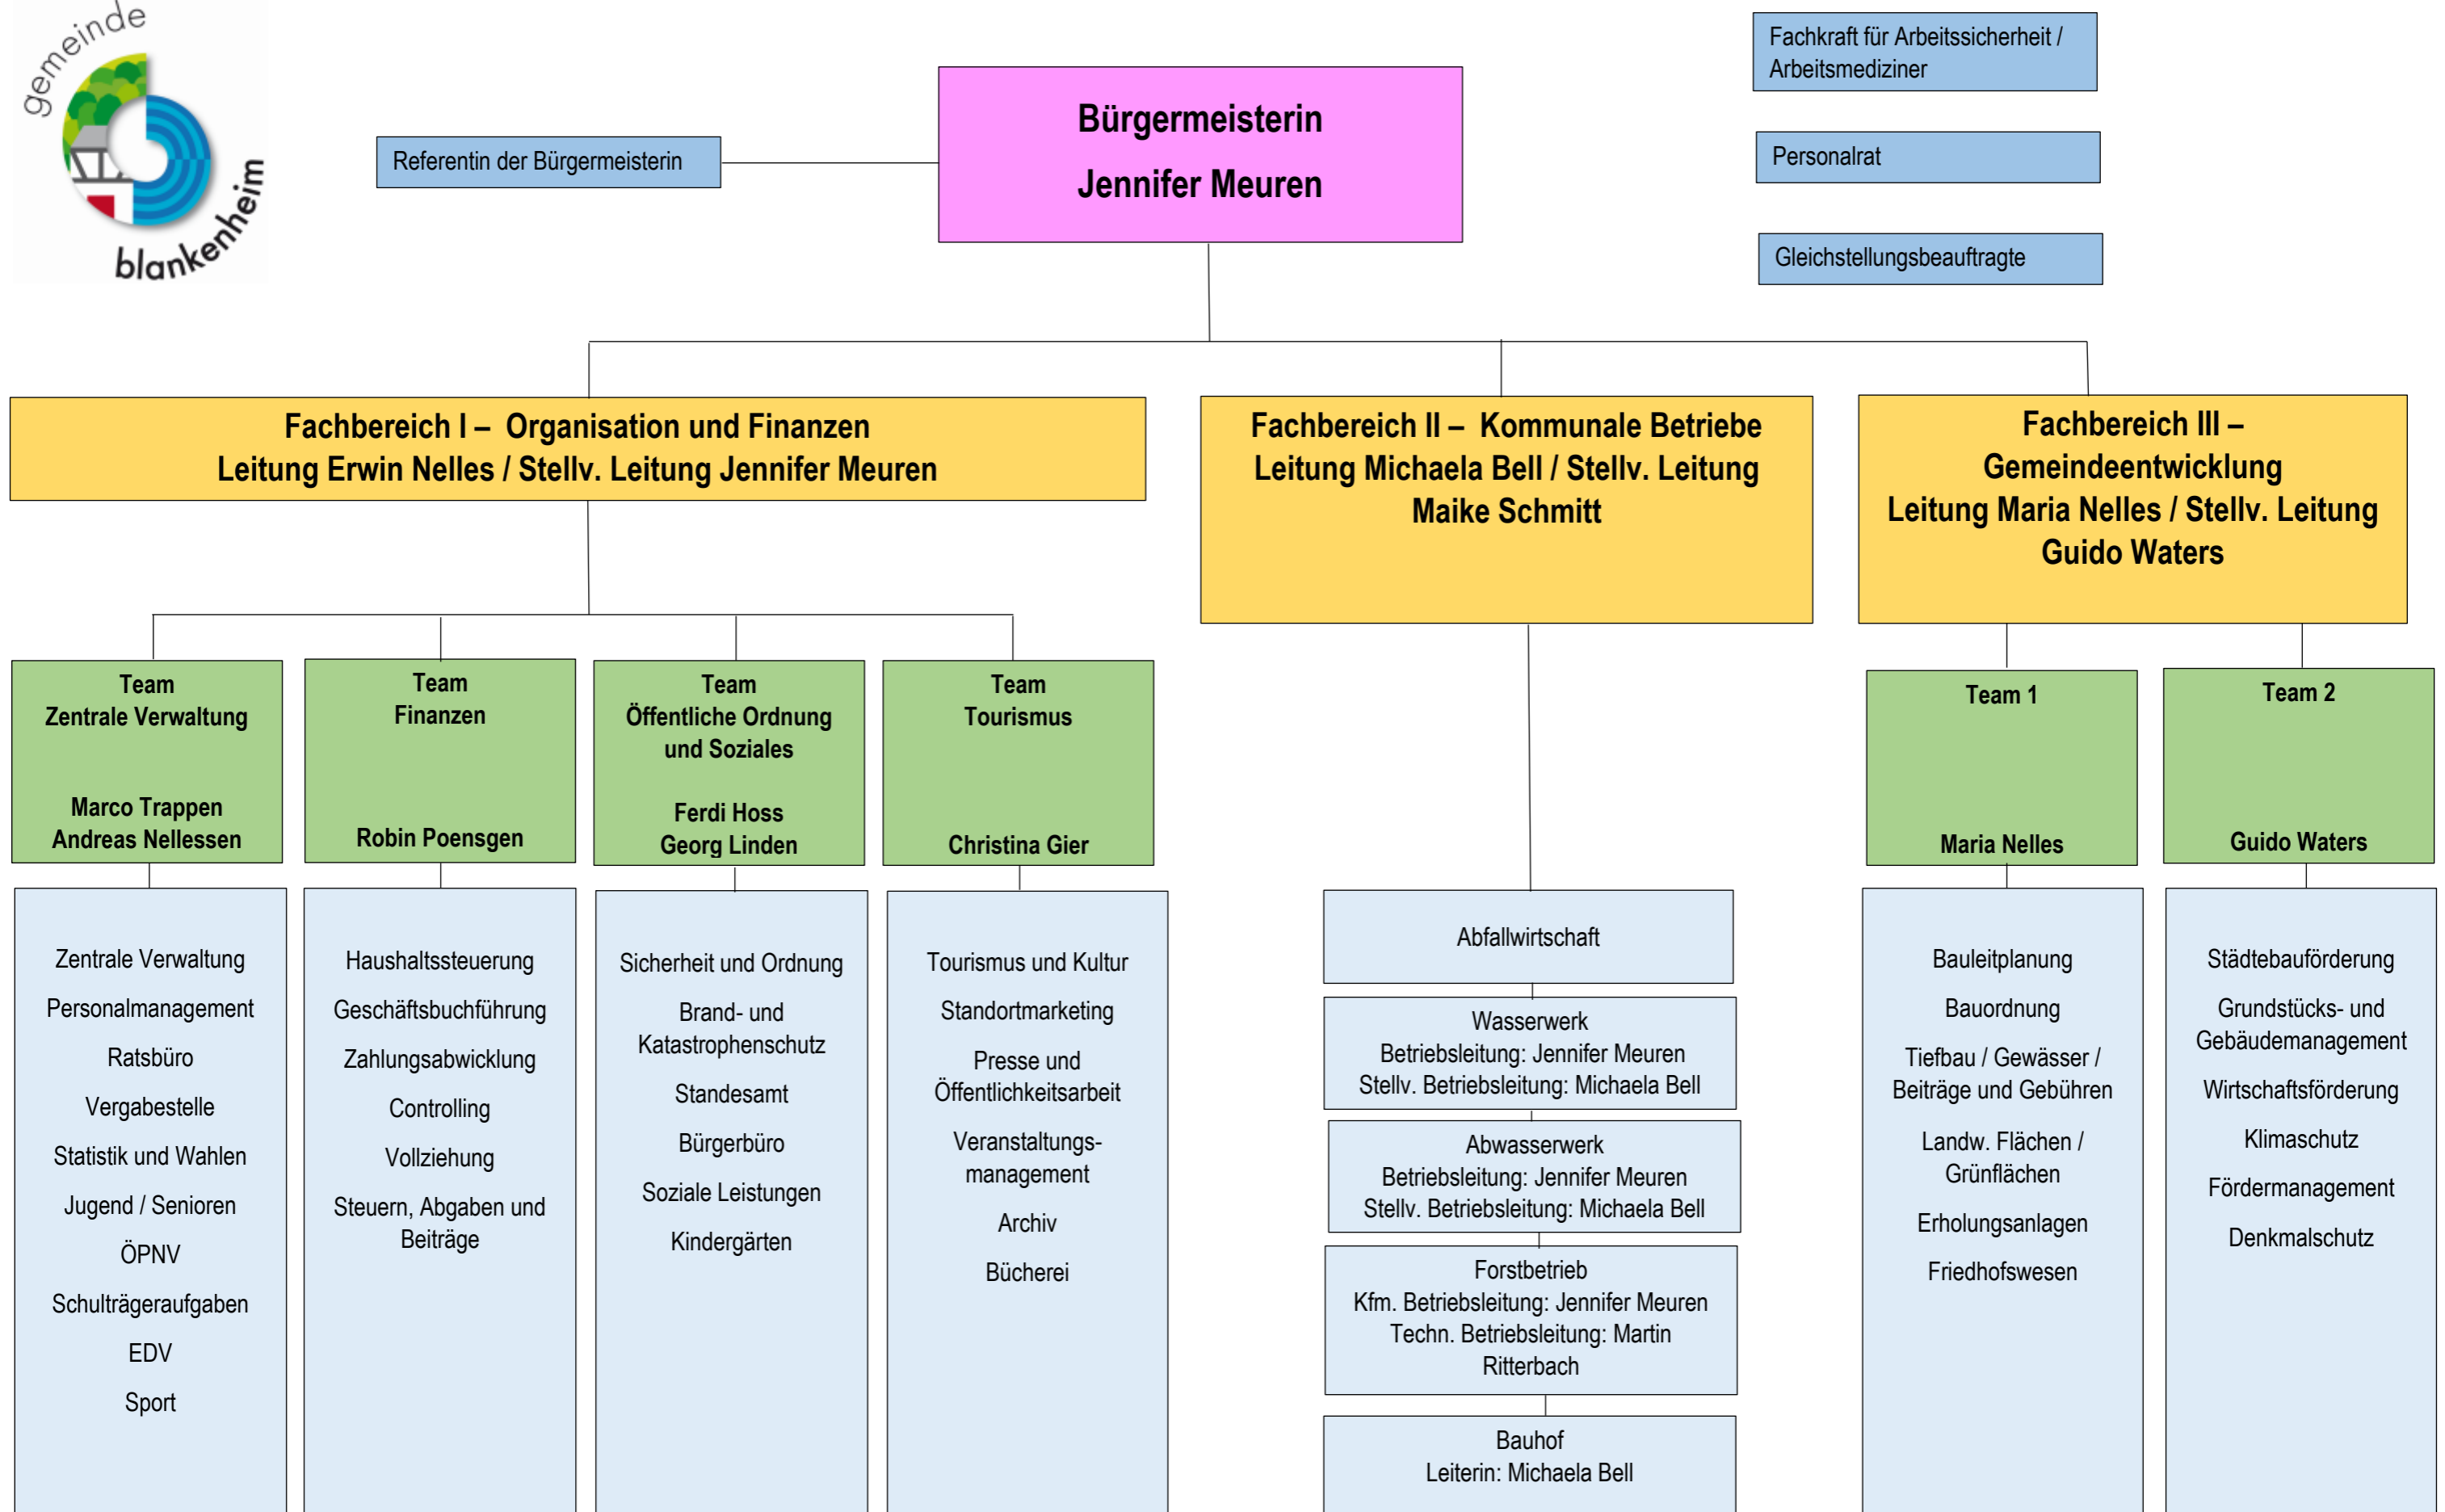 gemeinde
blankenheim
Fachkraft für Arbeitssicherheit /
Arbeitsmediziner
Bürgermeisterin
Jennifer Meuren
Referentin der Bürgermeisterin
Personalrat
Gleichstellungsbeauftragte
Fachbereich I – Organisation und Finanzen
Leitung Erwin Nelles / Stellv. Leitung Jennifer Meuren
Fachbereich II – Kommunale Betriebe
Leitung Michaela Bell / Stellv. Leitung
Maike Schmitt
Fachbereich III –
Gemeindeentwicklung
Leitung Maria Nelles / Stellv. Leitung
Guido Waters
Team
Zentrale Verwaltung
Marco Trappen
Andreas Nellessen
Team
Finanzen
Robin Poensgen
Team
Öffentliche Ordnung
und Soziales
Ferdi Hoss
Georg Linden
Team
Tourismus
Christina Gier
Team 1
Maria Nelles
Team 2
Guido Waters
Zentrale Verwaltung
Personalmanagement
Ratsbüro
Vergabestelle
Statistik und Wahlen
Jugend / Senioren
ÖPNV
Schulträgeraufgaben
EDV
Sport
Haushaltssteuerung
Geschäftsbuchführung
Zahlungsabwicklung
Controlling
Vollziehung
Steuern, Abgaben und
Beiträge
Sicherheit und Ordnung
Brand- und
Katastrophenschutz
Standesamt
Bürgerbüro
Soziale Leistungen
Kindergärten
Tourismus und Kultur
Standortmarketing
Presse und
Öffentlichkeitsarbeit
Veranstaltungs-
management
Archiv
Bücherei
Abfallwirtschaft
Wasserwerk
Betriebsleitung: Jennifer Meuren
Stellv. Betriebsleitung: Michaela Bell
Abwasserwerk
Betriebsleitung: Jennifer Meuren
Stellv. Betriebsleitung: Michaela Bell
Forstbetrieb
Kfm. Betriebsleitung: Jennifer Meuren
Techn. Betriebsleitung: Martin
Ritterbach
Bauhof
Leiterin: Michaela Bell
Bauleitplanung
Bauordnung
Tiefbau / Gewässer /
Beiträge und Gebühren
Landw. Flächen /
Grünflächen
Erholungsanlagen
Friedhofswesen
Städtebauförderung
Grundstücks- und
Gebäudemanagement
Wirtschaftsförderung
Klimaschutz
Fördermanagement
Denkmalschutz